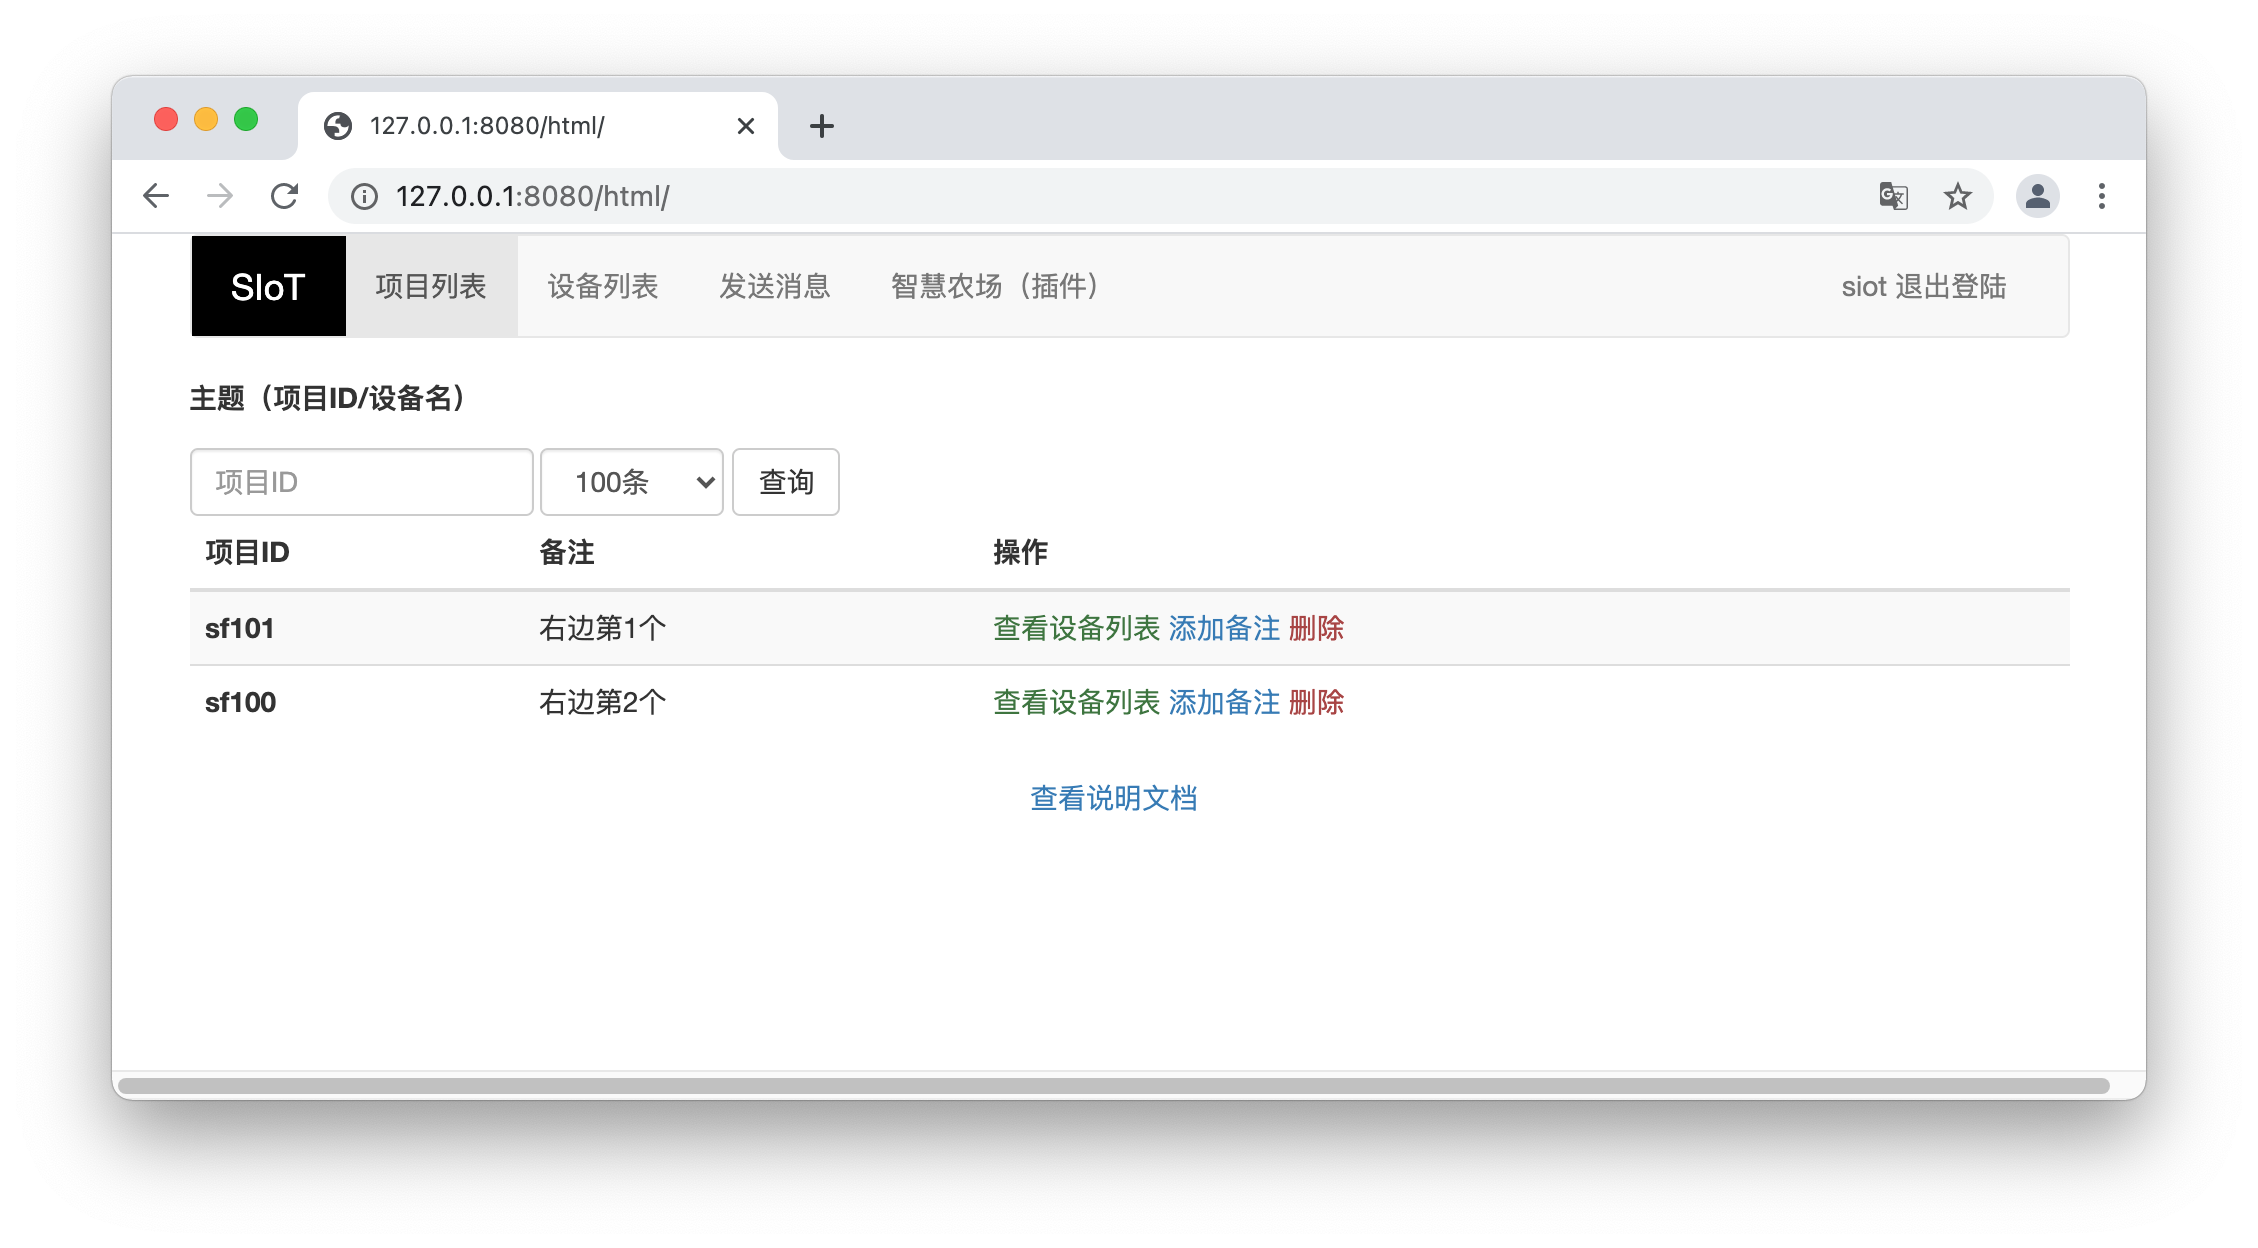 127.0.0.1:8080/html/
127.0.0.1:8080/html/
SIoT 项目列表 设备列表 发送消息 智慧农场（插件） siot 退出登陆
主题（项目ID/设备名）
项目ID 100条 查询
项目ID 备注 操作
sf101 右边第1个 查看设备列表 添加备注 删除
sf100 右边第2个 查看设备列表 添加备注 删除
查看说明文档